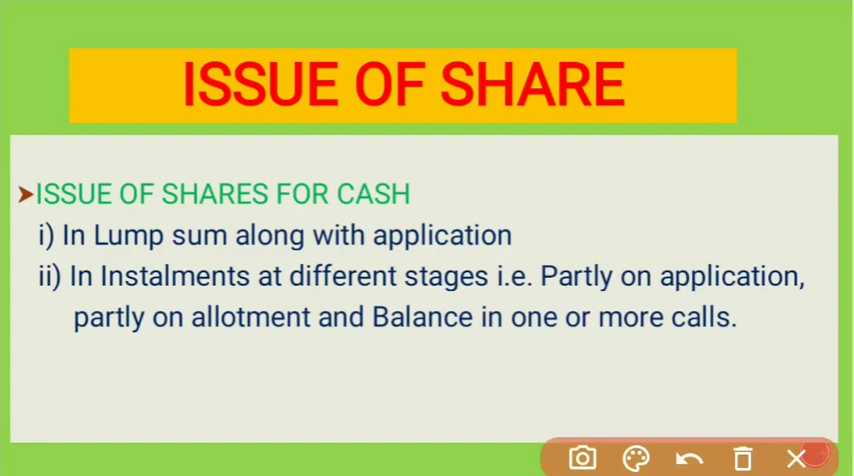 ISSUE OF SHARE
➤ISSUE OF SHARES FOR CASH
i) In Lump sum along with application
ii) In Instalments at different stages i.e. Partly on application,
partly on allotment and Balance in one or more calls.